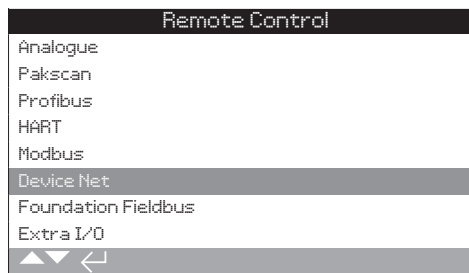 Remote Control
Analogue
Pakscan
Profibus
HART
Modbus
Device Net
Foundation Fieldbus
Extra I/O